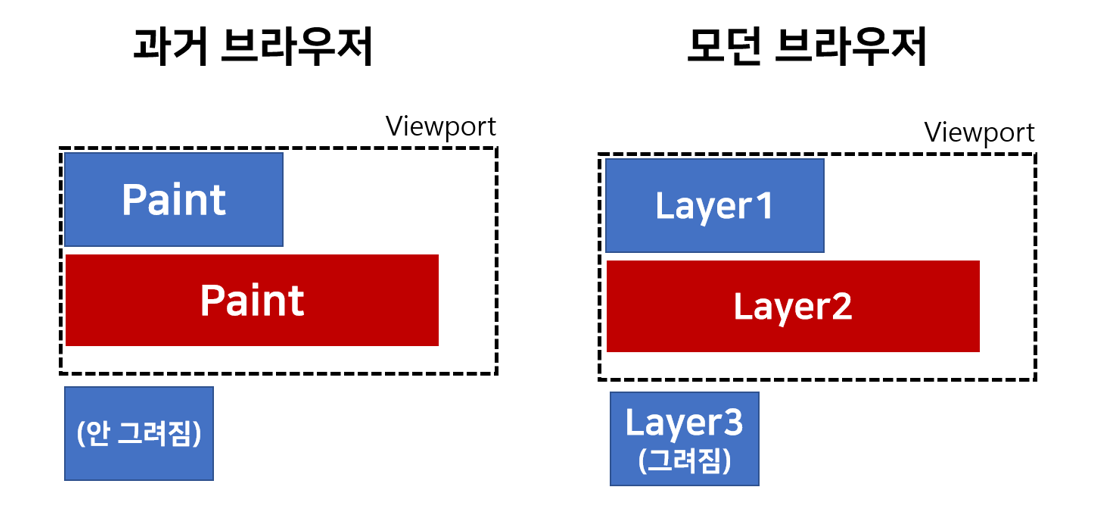 과거 브라우저
Viewport
Paint
Paint
(안 그려짐)
모던 브라우저
Viewport
Layer1
Layer2
Layer3
(그려짐)